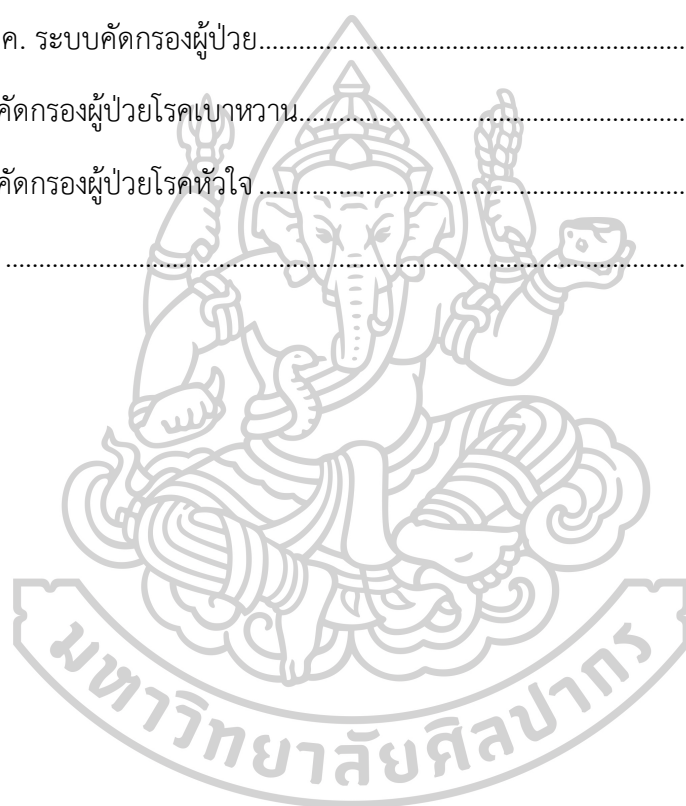 ค. ระบบคัดกรองผู้ป่วย........................................................................
คัดกรองผู้ป่วยโรคเบาหวาน................................................................
คัดกรองผู้ป่วยโรคหัวใจ ......................................................................
............................................................................................................
มหาวิทยาลัยศิลปากร